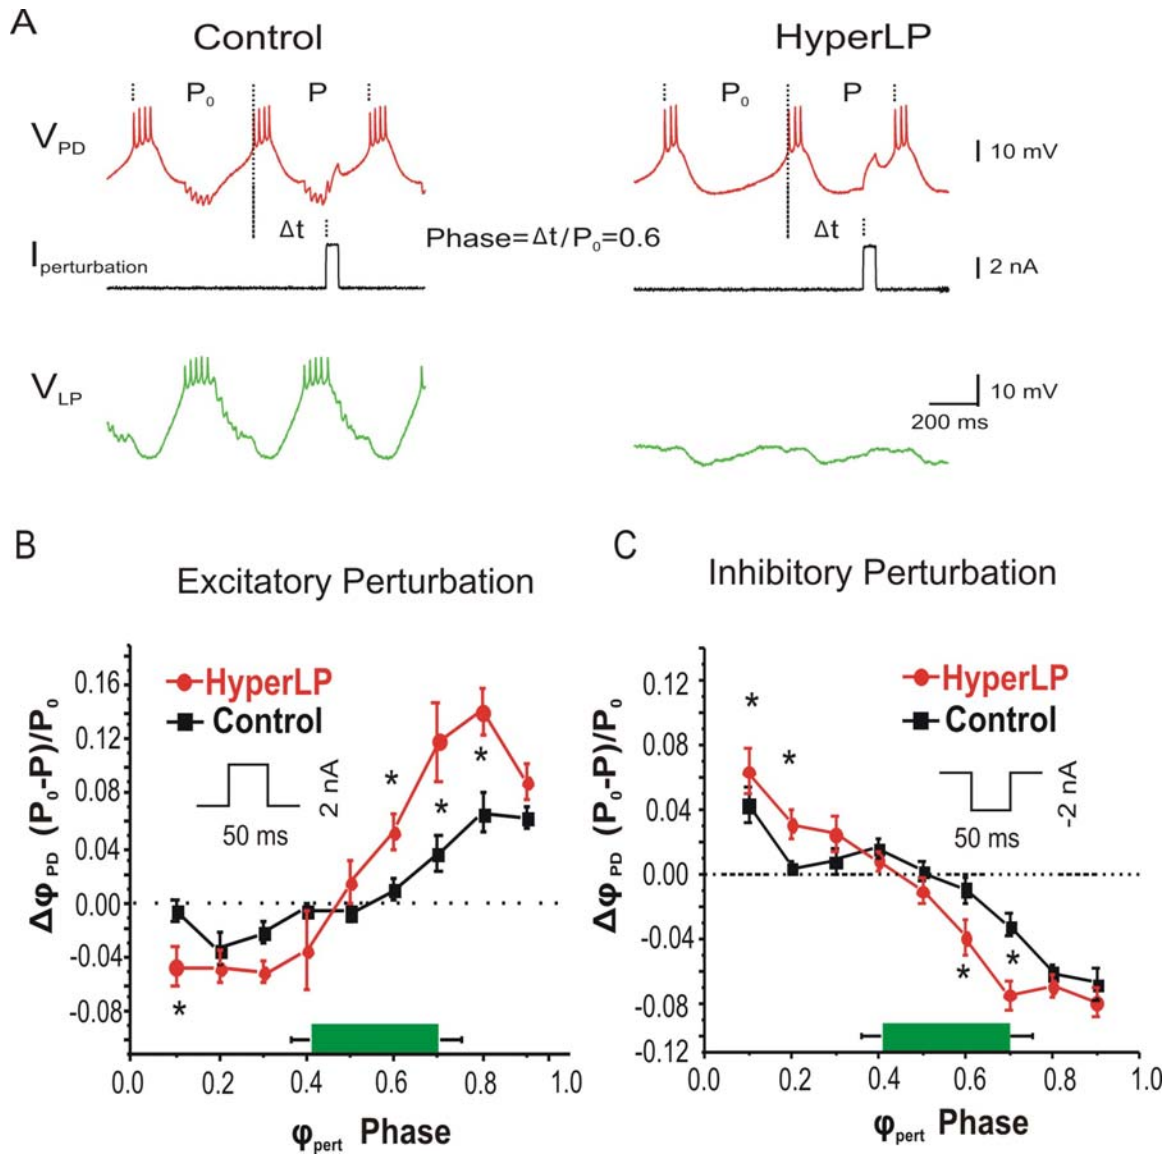 A
Control
HyperLP
P₀ P
P₀ P
V_PD
10 mV
Δt
Phase=Δt/P₀=0.6
Δt
I_perturbation
2 nA
V_LP
10 mV
200 ms
B
Excitatory Perturbation
C
Inhibitory Perturbation
Δφ_PD (P₀-P)/P₀
0.16
0.12
0.08
0.04
0.00
-0.04
-0.08
HyperLP
Control
2 nA
50 ms
* * * * *
0.0 0.2 0.4 0.6 0.8 1.0
φ_pert Phase
Δφ_PD (P₀-P)/P₀
0.12
0.08
0.04
0.00
-0.04
-0.08
-0.12
HyperLP
Control
-2 nA
50 ms
* * * *
0.0 0.2 0.4 0.6 0.8 1.0
φ_pert Phase